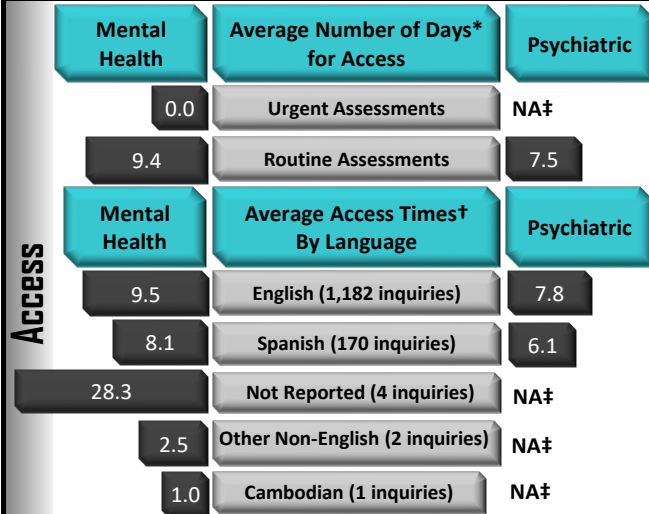 Mental Health
Average Number of Days* for Access
Psychiatric
0.0
Urgent Assessments
NA‡
9.4
Routine Assessments
7.5
Mental Health
Average Access Times† By Language
Psychiatric
9.5
English (1,182 inquiries)
7.8
8.1
Spanish (170 inquiries)
6.1
28.3
Not Reported (4 inquiries)
NA‡
2.5
Other Non-English (2 inquiries)
NA‡
1.0
Cambodian (1 inquiries)
NA‡
Access